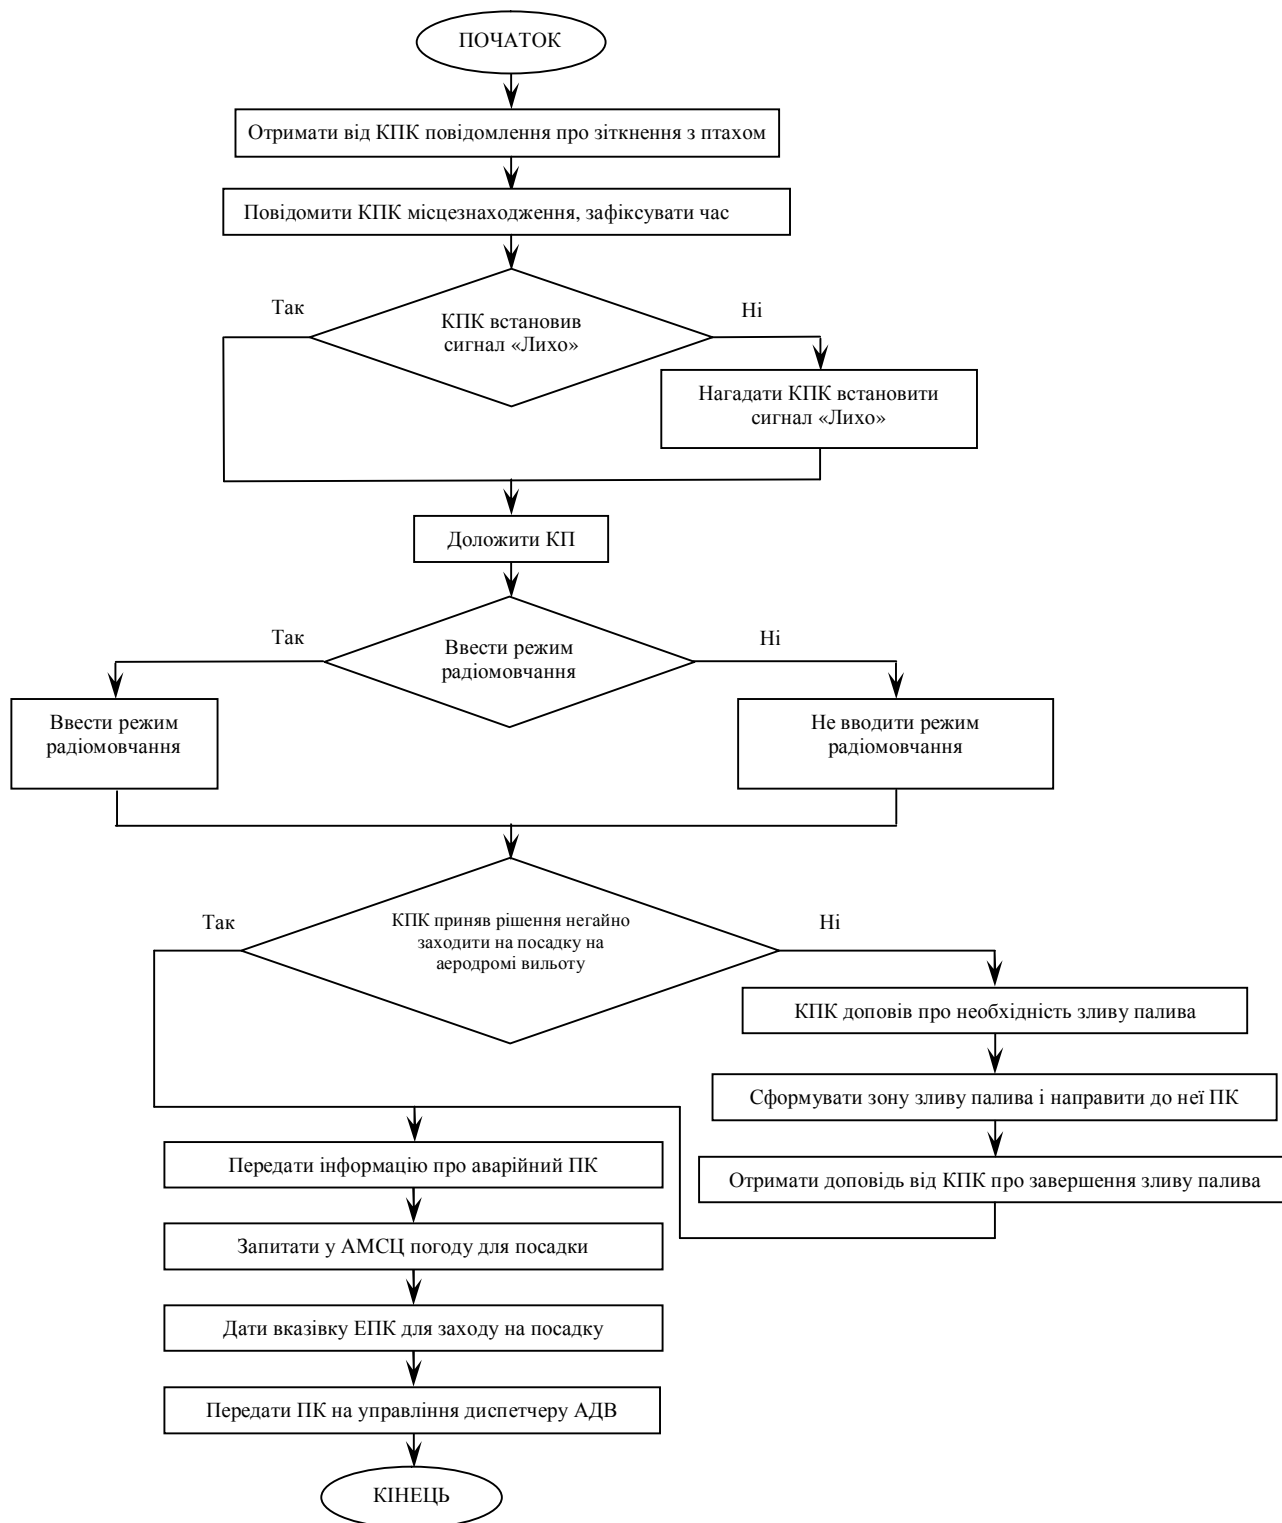 ПОЧАТОК
Отримати від КПК повідомлення про зіткнення з птахом
Повідомити КПК місцезнаходження, зафіксувати час
Так
Ні
КПК встановив
сигнал «Лихо»
Нагадати КПК встановити
сигнал «Лихо»
Доложити КП
Так
Ні
Ввести режим
радіомовчання
Ввести режим
радіомовчання
Не вводити режим
радіомовчання
Так
Ні
КПК приняв рішення негайно
заходити на посадку на
аеродромі вильоту
КПК доповів про необхідність зливу палива
Сформувати зону зливу палива і направити до неї ПК
Отримати доповідь від КПК про завершення зливу палива
Передати інформацію про аварійний ПК
Запитати у АМСЦ погоду для посадки
Дати вказівку ЕПК для заходу на посадку
Передати ПК на управління диспетчеру АДВ
КІНЕЦЬ